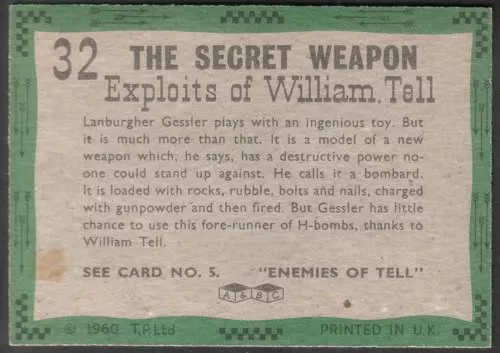 32 THE SECRET WEAPON
Exploits of William Tell
Lanburgher Gessler plays with an ingenious toy. But
it is much more than that. It is a model of a new
weapon which, he says, has a destructive power no-
one could stand up against. He calls it a bombard.
It is loaded with rocks, rubble, bolts and nails, charged
with gunpowder and then fired. But Gessler has little
chance to use this fore-runner of H-bombs, thanks to
William Tell.
SEE CARD NO. 5. "ENEMIES OF TELL"
A & B C
© 1960 T.P. Ltd PRINTED IN U.K.